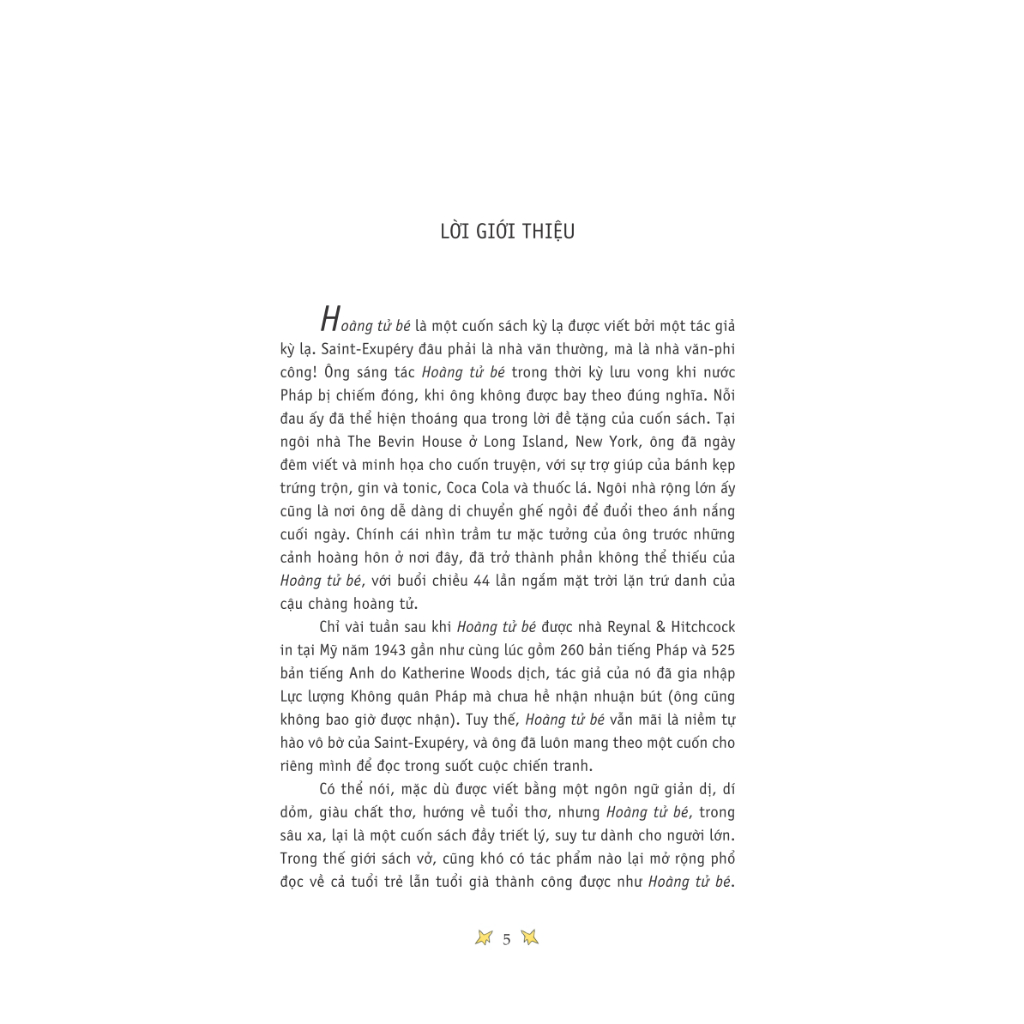 LỜI GIỚI THIỆU
Hoàng tử bé là một cuốn sách kỳ lạ được viết bởi một tác giả
kỳ lạ. Saint-Exupéry đâu phải là nhà văn thường, mà là nhà văn-phi
công! Ông sáng tác Hoàng tử bé trong thời kỳ lưu vong khi nước
Pháp bị chiếm đóng, khi ông không được bay theo đúng nghĩa. Nỗi
đau ấy đã thể hiện thoáng qua trong lời đề tặng của cuốn sách. Tại
ngôi nhà The Bevin House ở Long Island, New York, ông đã ngày
đêm viết và minh họa cho cuốn truyện, với sự trợ giúp của bánh kẹp
trứng trộn, gin và tonic, Coca Cola và thuốc lá. Ngôi nhà rộng lớn ấy
cũng là nơi ông dễ dàng di chuyển ghế ngồi để đuổi theo ánh nắng
cuối ngày. Chính cái nhìn trầm tư mặc tưởng của ông trước những
cảnh hoàng hôn ở nơi đây, đã trở thành phần không thể thiếu của
Hoàng tử bé, với buổi chiều 44 lần ngắm mặt trời lặn trứ danh của
cậu chàng hoàng tử.
Chỉ vài tuần sau khi Hoàng tử bé được nhà Reynal & Hitchcock
in tại Mỹ năm 1943 gần như cùng lúc gồm 260 bản tiếng Pháp và 525
bản tiếng Anh do Katherine Woods dịch, tác giả của nó đã gia nhập
Lực lượng Không quân Pháp mà chưa hề nhận nhuận bút (ông cũng
không bao giờ được nhận). Tuy thế, Hoàng tử bé vẫn mãi là niềm tự
hào vô bờ của Saint-Exupéry, và ông đã luôn mang theo một cuốn cho
riêng mình để đọc trong suốt cuộc chiến tranh.
Có thể nói, mặc dù được viết bằng một ngôn ngữ giản dị, dí
dỏm, giàu chất thơ, hướng về tuổi thơ, nhưng Hoàng tử bé, trong
sâu xa, lại là một cuốn sách đầy triết lý, suy tư dành cho người lớn.
Trong thế giới sách vở, cũng khó có tác phẩm nào lại mở rộng phổ
đọc về cả tuổi trẻ lẫn tuổi già thành công được như Hoàng tử bé.
5